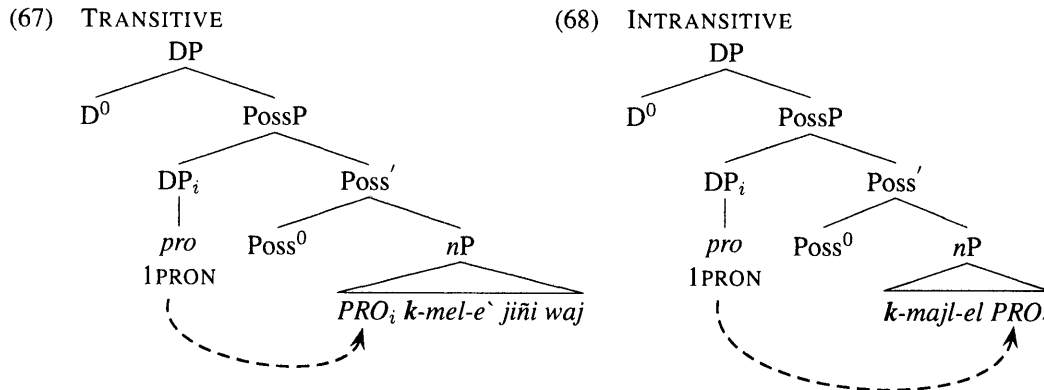 (67) TRANSITIVE (68) INTRANSITIVE
DP DP
D⁰ PossP D⁰ PossP
DPᵢ Poss′ DPᵢ Poss′
pro Poss⁰ nP pro Poss⁰ nP
1PRON 1PRON
PROᵢ k-mel-e` jiñi waj k-majl-el PRO